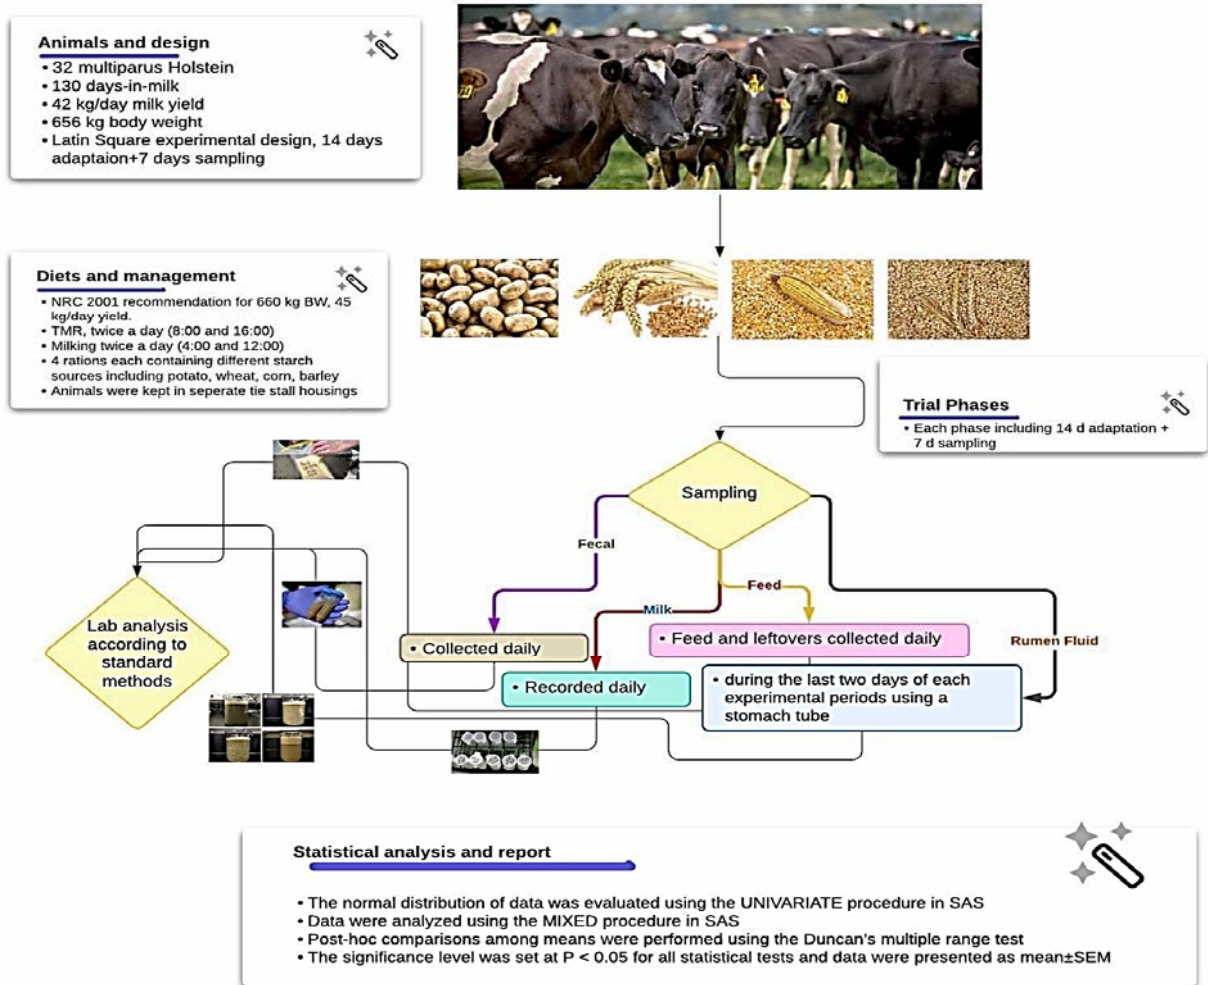 Animals and design
• 32 multiparus Holstein
• 130 days-in-milk
• 42 kg/day milk yield
• 656 kg body weight
• Latin Square experimental design, 14 days
adaptaion+7 days sampling
Diets and management
• NRC 2001 recommendation for 660 kg BW, 45
kg/day yield.
• TMR, twice a day (8:00 and 16:00)
• Milking twice a day (4:00 and 12:00)
• 4 rations each containing different starch
sources including potato, wheat, corn, barley
• Animals were kept in seperate tie stall housings
Trial Phases
• Each phase including 14 d adaptation +
7 d sampling
Sampling
Fecal
Feed
Milk
Rumen Fluid
Lab analysis
according to
standard
methods
• Collected daily
• Feed and leftovers collected daily
• Recorded daily
• during the last two days of each
experimental periods using a
stomach tube
Statistical analysis and report
• The normal distribution of data was evaluated using the UNIVARIATE procedure in SAS
• Data were analyzed using the MIXED procedure in SAS
• Post-hoc comparisons among means were performed using the Duncan's multiple range test
• The significance level was set at P < 0.05 for all statistical tests and data were presented as mean±SEM